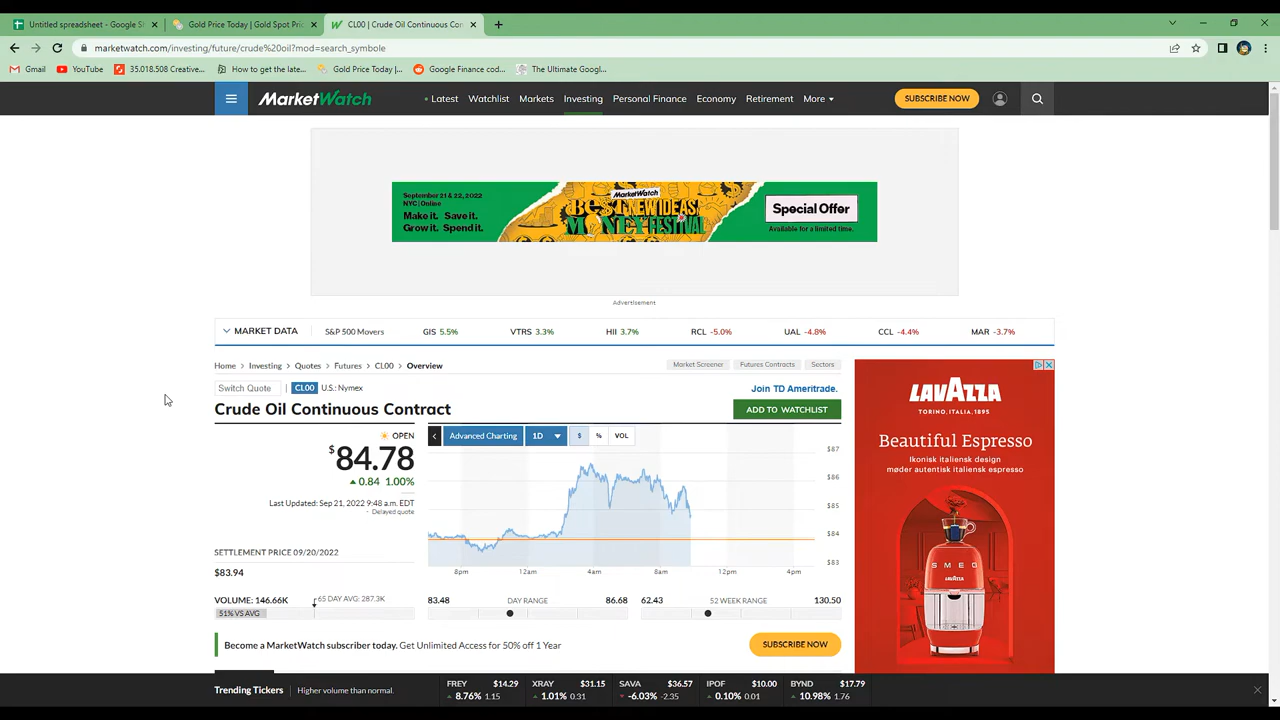 Untitled spreadsheet - Google S
Gold Price Today | Gold Spot Pri
CL00 | Crude Oil Continuous Con
marketwatch.com/investing/future/crude%20oil?mod=search_symbole
Gmail
YouTube
35.018.508 Creative...
How to get the late...
Gold Price Today |...
Google Finance cod...
The Ultimate Googl...
MarketWatch
Latest
Watchlist
Markets
Investing
Personal Finance
Economy
Retirement
More
SUBSCRIBE NOW
September 21 & 22, 2022
NYC | Online
Make it. Save it.
Grow it. Spend it.
MarketWatch
BEST NEW IDEAS IN
MONEY FESTIVAL
Special Offer
Available for a limited time.
Advertisement
MARKET DATA
S&P 500 Movers
GIS 5.5%
VTRS 3.3%
HII 3.7%
RCL -5.0%
UAL -4.8%
CCL -4.4%
MAR -3.7%
Home > Investing > Quotes > Futures > CL00 > Overview
Market Screener
Futures Contracts
Sectors
Switch Quote
CL00
U.S.: Nymex
Join TD Ameritrade.
Crude Oil Continuous Contract
ADD TO WATCHLIST
OPEN
$84.78
0.84 1.00%
Last Updated: Sep 21, 2022 9:48 a.m. EDT
Delayed quote
SETTLEMENT PRICE 09/20/2022
$83.94
VOLUME: 146.66K
65 DAY AVG: 287.3K
51% VS AVG
Advanced Charting
1D
$
%
VOL
$87
$86
$85
$84
$83
8pm
12am
4am
8am
12pm
4pm
83.48 DAY RANGE 86.68
62.43 52 WEEK RANGE 130.50
Become a MarketWatch subscriber today. Get Unlimited Access for 50% off 1 Year
SUBSCRIBE NOW
LAVAZZA
TORINO, ITALIA, 1895
Beautiful Espresso
Ikonisk italiensk design
møder autentisk italiensk espresso
SMEG
Trending Tickers
Higher volume than normal.
FREY $14.29
8.76% 1.15
XRAY $31.15
1.01% 0.31
SAVA $36.57
-6.03% -2.35
IPOF $10.00
0.10% 0.01
BYND $17.79
10.98% 1.76